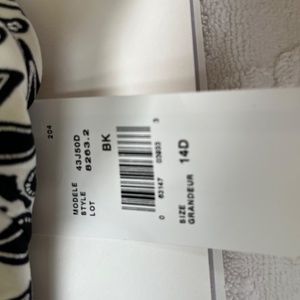 204
MODELE 43J50D
STYLE 8263.2
LOT
BK
SIZE 14D
GRANDEUR